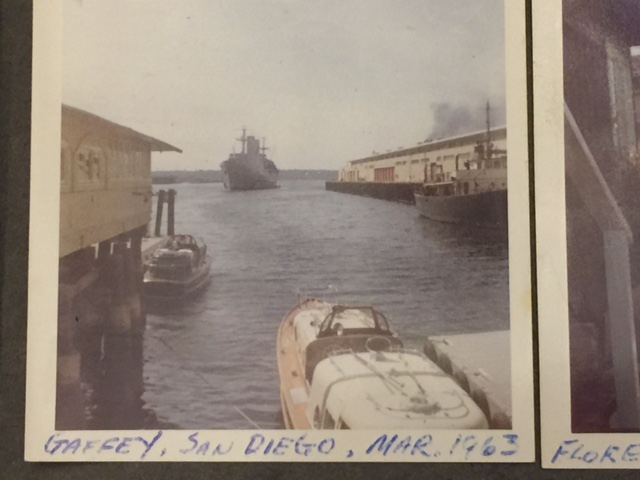 GAFFEY, SAN DIEGO, MAR. 1963
FLORE